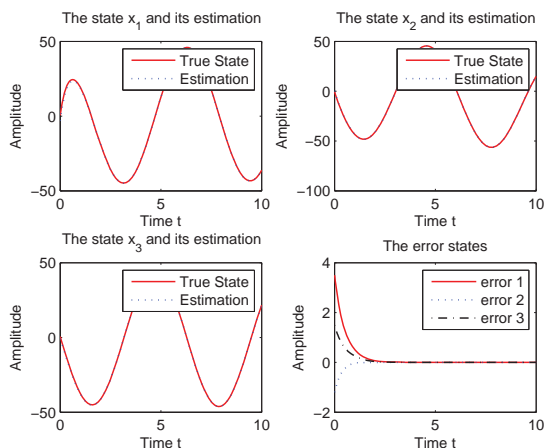 The state x1 and its estimation
50
0
−50
Amplitude
True State
Estimation
0
5
10
Time t
The state x2 and its estimation
50
0
−50
−100
Amplitude
True State
Estimation
0
5
10
Time t
The state x3 and its estimation
50
0
−50
Amplitude
True State
Estimation
0
5
10
Time t
The error states
4
2
0
−2
Amplitude
error 1
error 2
error 3
0
5
10
Time t